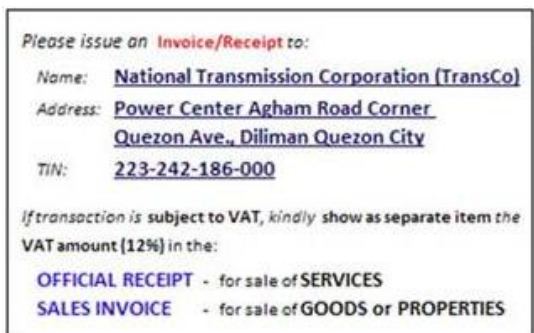 Please issue an Invoice/Receipt to:
Name: National Transmission Corporation (TransCo)
Address: Power Center Agham Road Corner
Quezon Ave., Diliman Quezon City
TIN: 223-242-186-000
If transaction is subject to VAT, kindly show as separate item the
VAT amount (12%) in the:
OFFICIAL RECEIPT - for sale of SERVICES
SALES INVOICE - for sale of GOODS or PROPERTIES